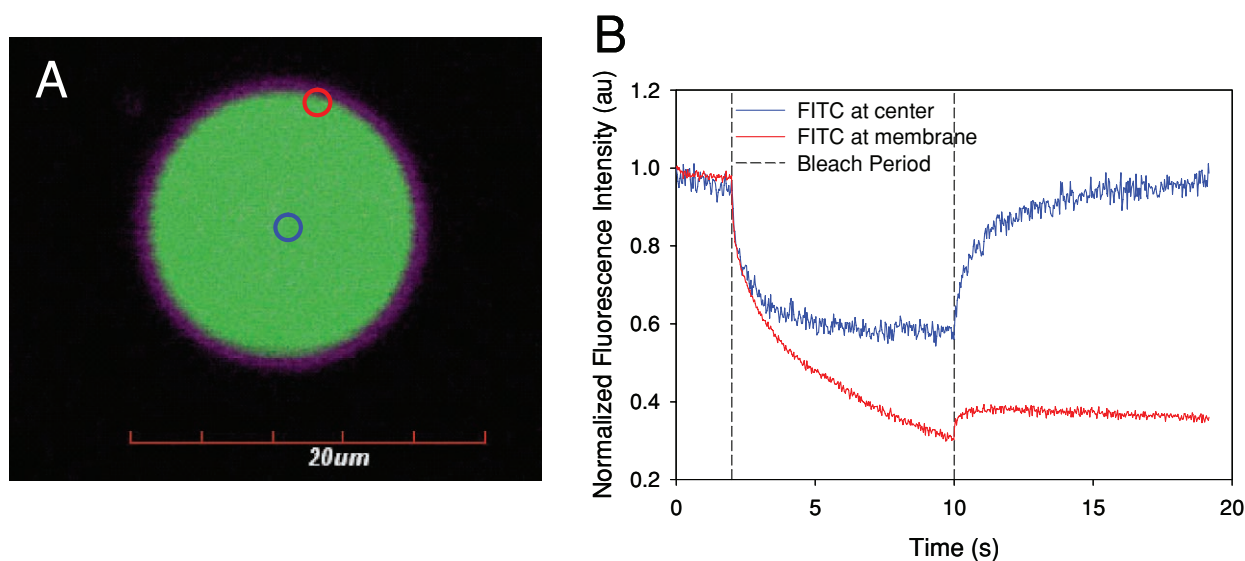 A
20um
B
Normalized Fluorescence Intensity (au)
1.2
1.0
0.8
0.6
0.4
0.2
FITC at center
FITC at membrane
Bleach Period
0 5 10 15 20
Time (s)